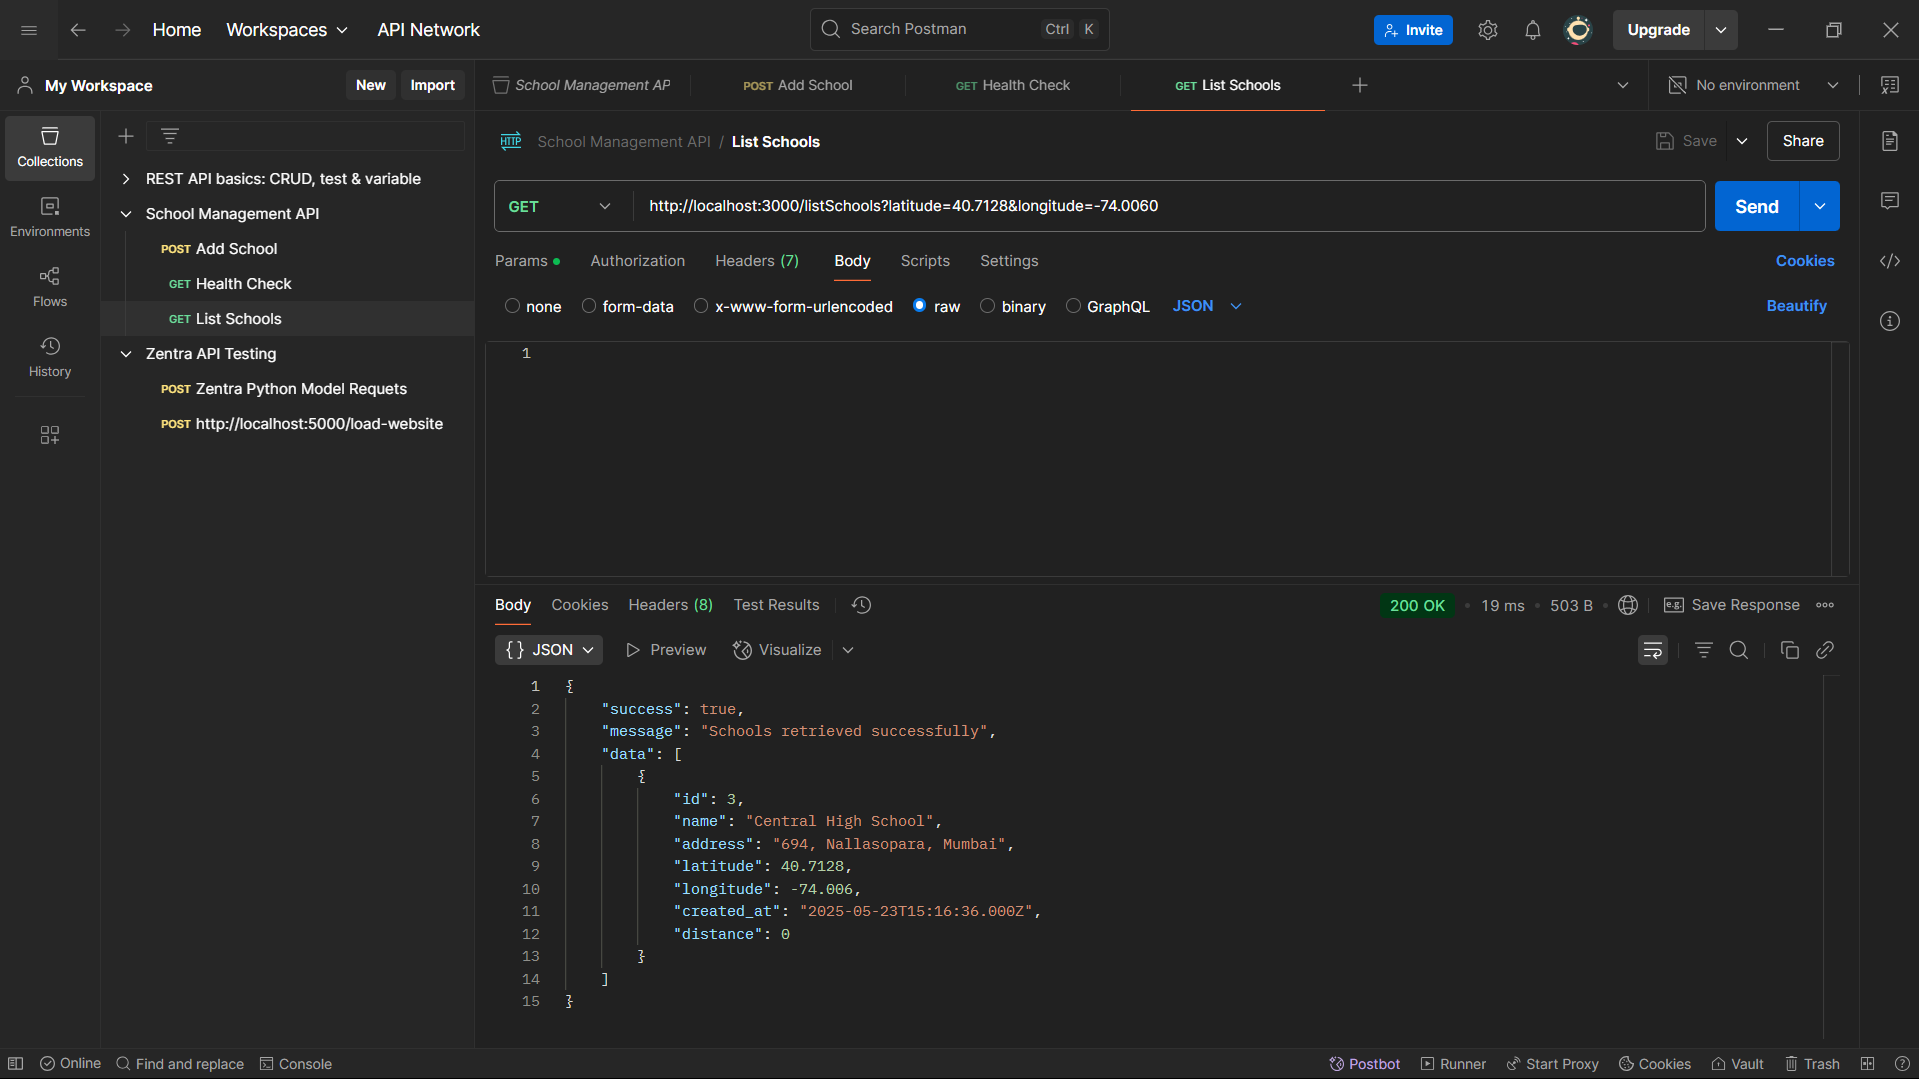 Home Workspaces API Network Search Postman Ctrl K Invite Upgrade
My Workspace New Import School Management AP POST Add School GET Health Check GET List Schools No environment
Collections
Environments
Flows
History
REST API basics: CRUD, test & variable
School Management API
POST Add School
GET Health Check
GET List Schools
Zentra API Testing
POST Zentra Python Model Requets
POST http://localhost:5000/load-website
HTTP School Management API / List Schools Save Share
GET http://localhost:3000/listSchools?latitude=40.7128&longitude=-74.0060 Send
Params Authorization Headers (7) Body Scripts Settings Cookies
none form-data x-www-form-urlencoded raw binary GraphQL JSON Beautify
1
Body Cookies Headers (8) Test Results 200 OK 19 ms 503 B e.g. Save Response
{} JSON Preview Visualize
1 {
2 "success": true,
3 "message": "Schools retrieved successfully",
4 "data": [
5 {
6 "id": 3,
7 "name": "Central High School",
8 "address": "694, Nallasopara, Mumbai",
9 "latitude": 40.7128,
10 "longitude": -74.006,
11 "created_at": "2025-05-23T15:16:36.000Z",
12 "distance": 0
13 }
14 ]
15 }
Online Find and replace Console Postbot Runner Start Proxy Cookies Vault Trash